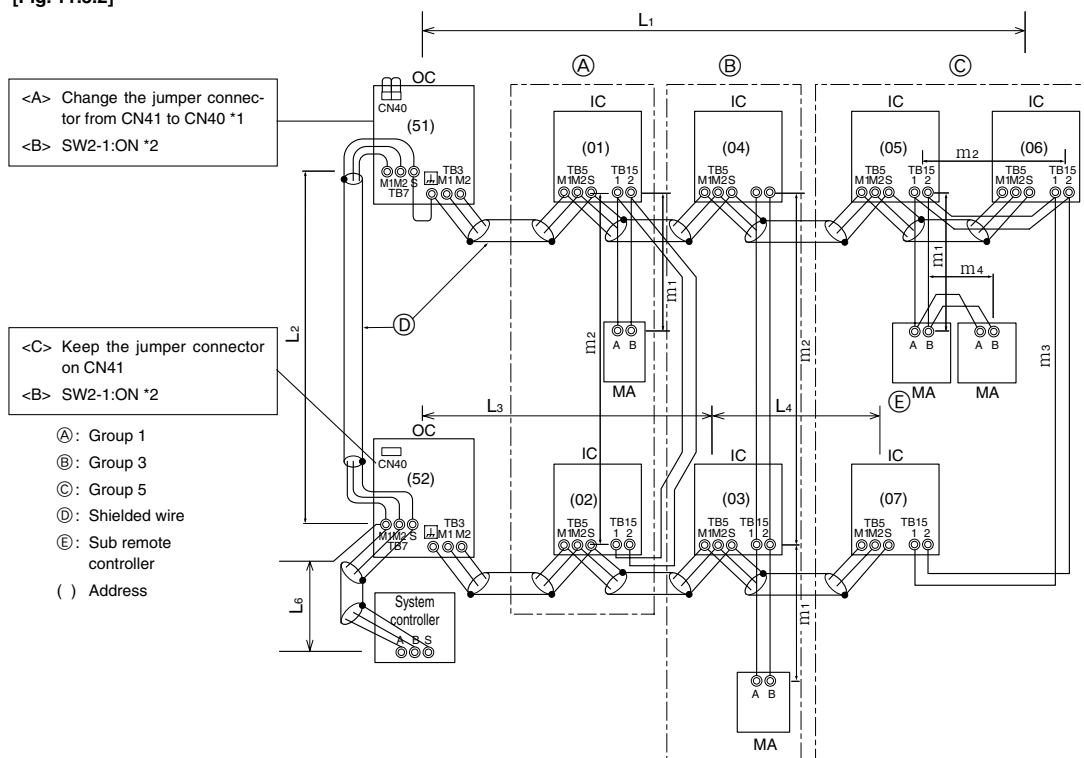 [Fig. 11.3.2]
L1
<A> Change the jumper connec-
tor from CN41 to CN40 *1
<B> SW2-1:ON *2
OC
CN40
(51)
M1M2 S
TB7
TB3
M1 M2
A
B
C
IC
(01)
TB5
M1M2S
TB15
1 2
IC
(04)
TB5
M1M2S
IC
(05)
TB5
M1M2S
TB15
1 2
IC
(06)
TB15
1 2
m2
L2
D
m2
m1
A B
MA
m2
m1
m4
A B
MA
A B
MA
E
m3
<C> Keep the jumper connector
on CN41
<B> SW2-1:ON *2
L3
L4
A: Group 1
B: Group 3
C: Group 5
D: Shielded wire
E: Sub remote
controller
( ) Address
OC
CN40
(52)
M1M2 S
TB7
TB3
M1 M2
IC
(02)
TB5
M1M2S
TB15
1 2
IC
(03)
TB5
M1M2S
TB15
1 2
IC
(07)
TB5
M1M2S
TB15
1 2
L6
System
controller
A B S
m1
A B
MA